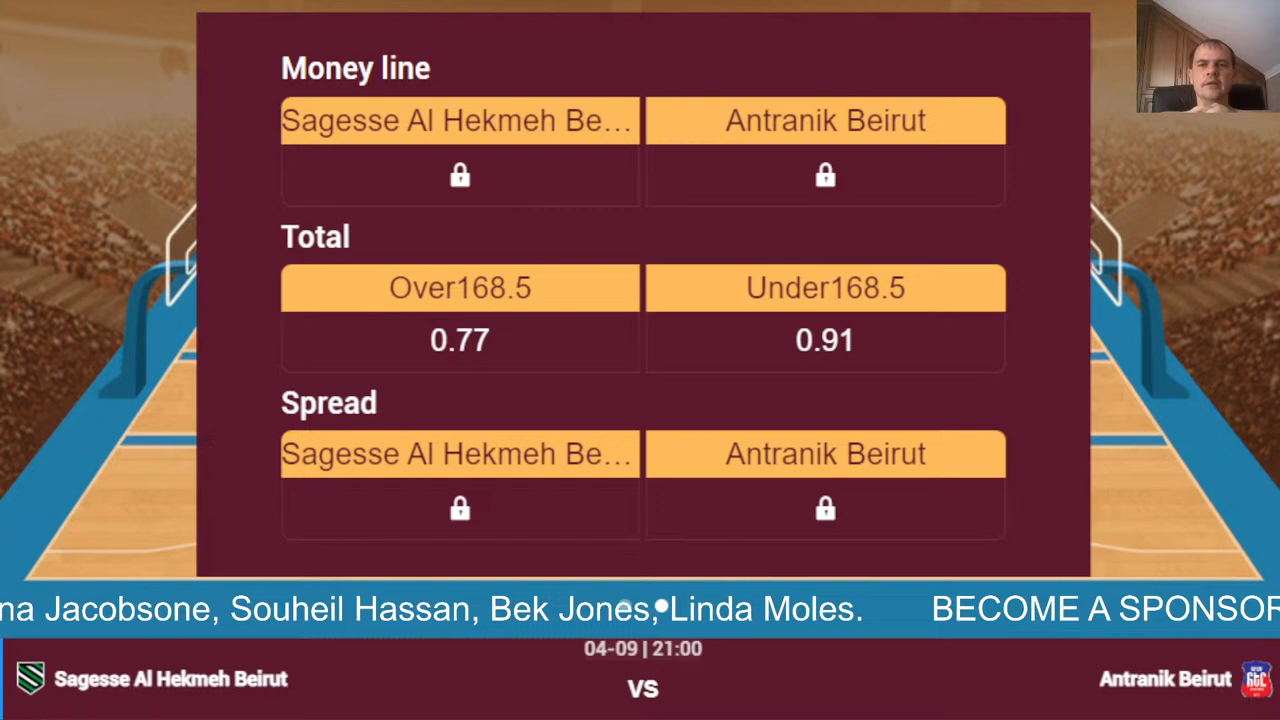 Money line
Sagesse Al Hekmeh Be... Antranik Beirut
Total
Over168.5 Under168.5
0.77 0.91
Spread
Sagesse Al Hekmeh Be... Antranik Beirut
na Jacobsone, Souheil Hassan, Bek Jones, Linda Moles. BECOME A SPONSOR
04-09 | 21:00
Sagesse Al Hekmeh Beirut VS Antranik Beirut